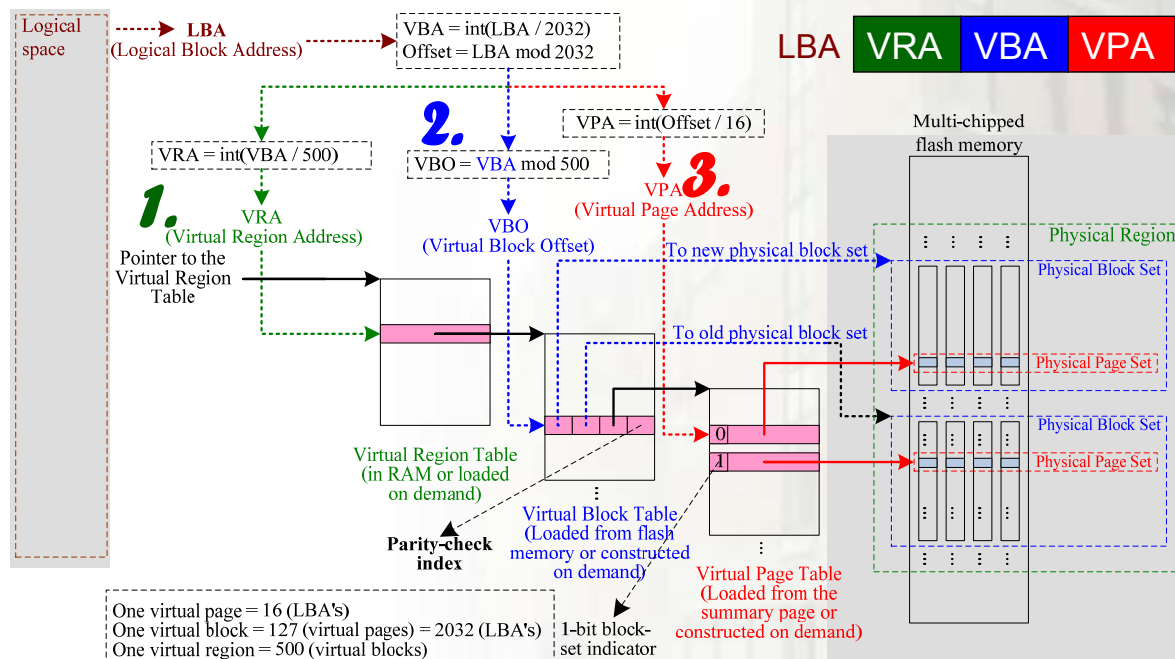 Logical
space
LBA
(Logical Block Address)
VBA = int(LBA / 2032)
Offset = LBA mod 2032
LBA
VRA
VBA
VPA
2.
VPA = int(Offset / 16)
VRA = int(VBA / 500)
VBO = VBA mod 500
3.
1.
VRA
(Virtual Region Address)
VBO
(Virtual Block Offset)
VPA
(Virtual Page Address)
Multi-chipped
flash memory
Pointer to the
Virtual Region
Table
To new physical block set
To old physical block set
Physical Region
Physical Block Set
Physical Page Set
Physical Block Set
Physical Page Set
0
1
Virtual Region Table
(in RAM or loaded
on demand)
Parity-check
index
Virtual Block Table
(Loaded from flash
memory or constructed
on demand)
Virtual Page Table
(Loaded from the
summary page or
constructed on demand)
1-bit block-
set indicator
One virtual page = 16 (LBA's)
One virtual block = 127 (virtual pages) = 2032 (LBA's)
One virtual region = 500 (virtual blocks)